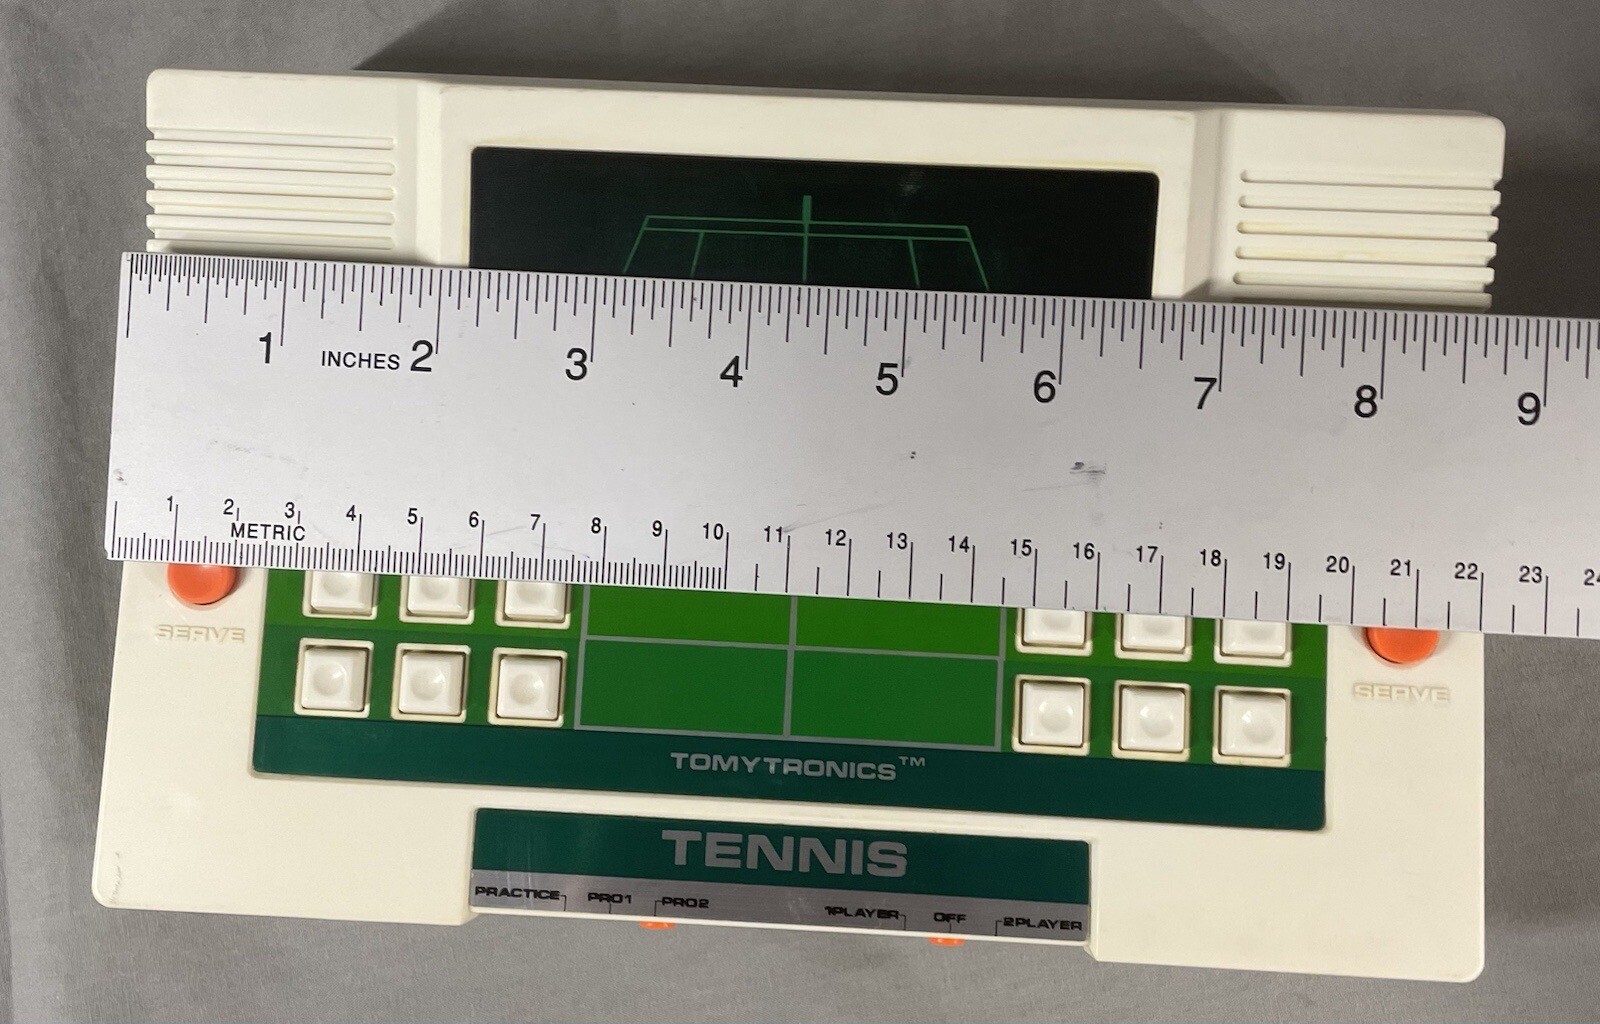 1 INCHES 2 3 4 5 6 7 8 9
1 2 3 4 5 6 7 8 9 10 11 12 13 14 15 16 17 18 19 20 21 22 23 24
METRIC
SERVE
SERVE
TOMYTRONICS™
TENNIS
PRACTICE PRO1 PRO2 1PLAYER OFF 2PLAYER